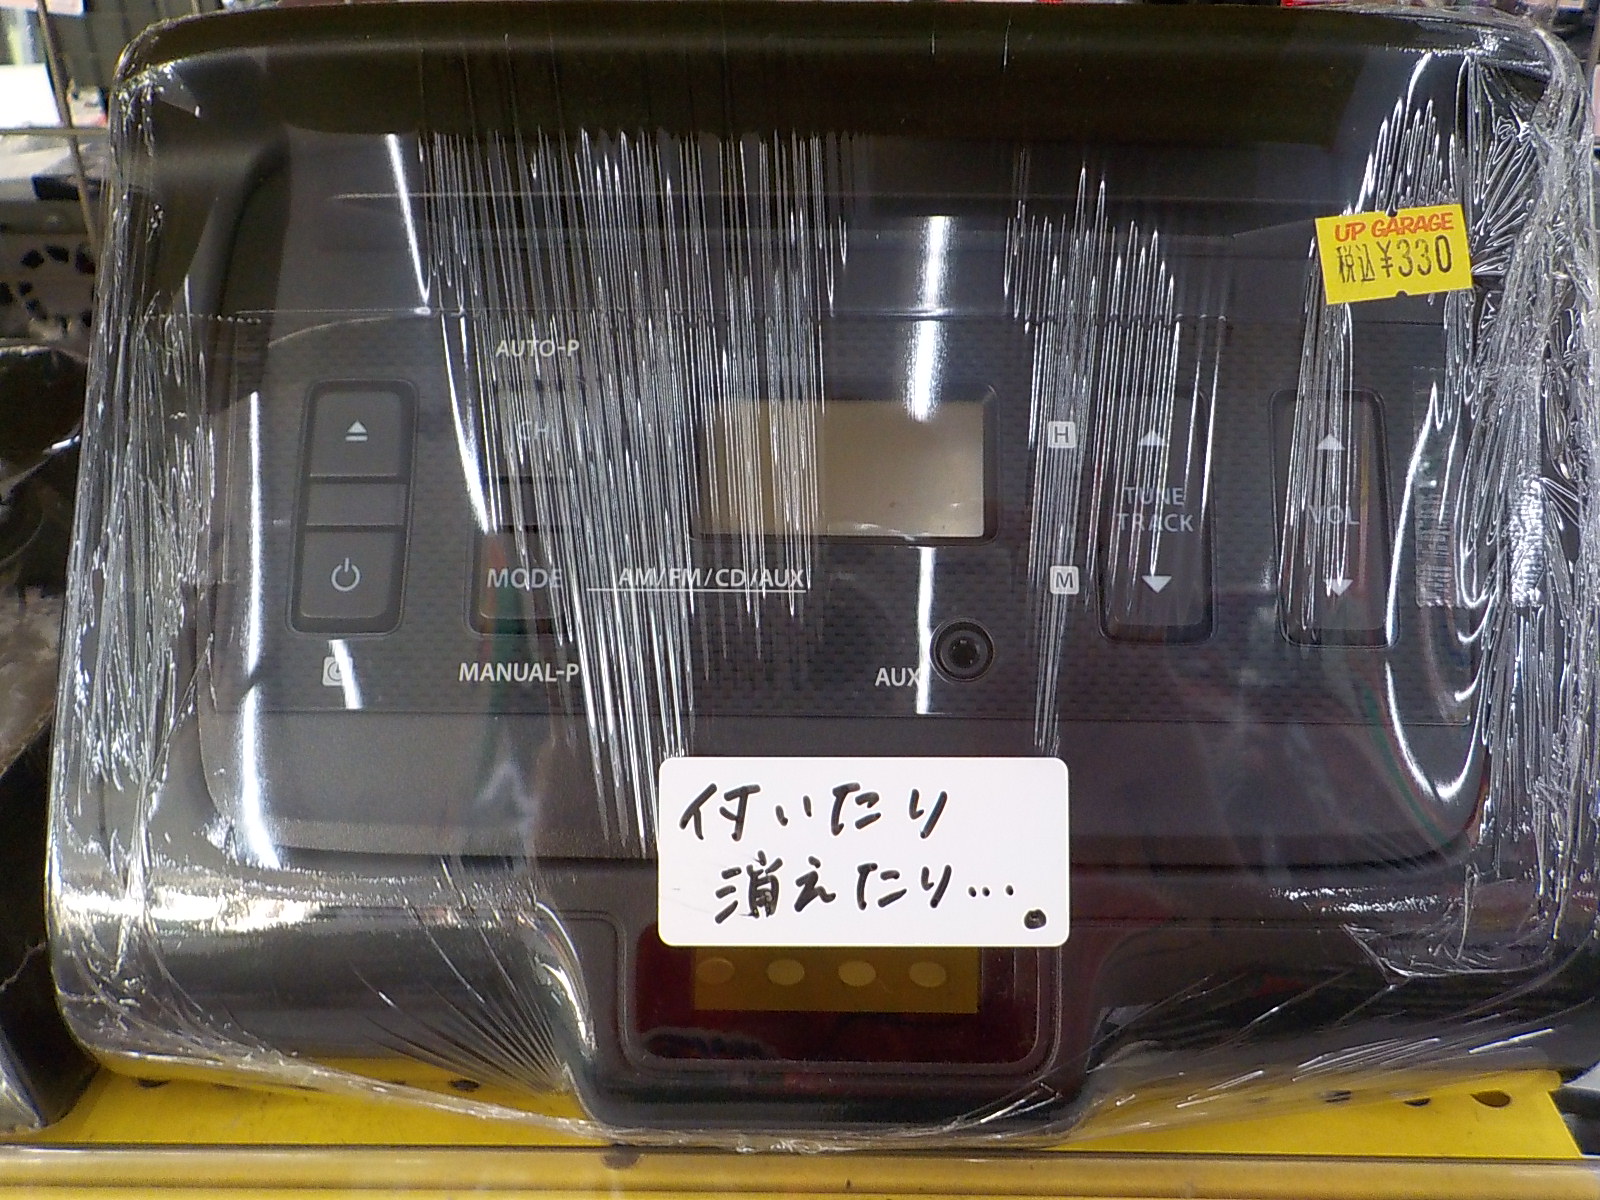 UP GARAGE
税込¥330
AUTO-P
CH
H
TUNE
TRACK
VOL
MODE
AM/FM/CD/AUX
M
MANUAL-P
AUX
付いたり
消えたり…。